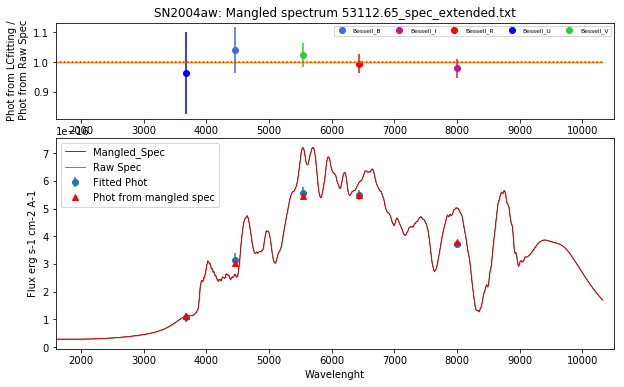 SN2004aw: Mangled spectrum 53112.65_spec_extended.txt
Phot from LCfitting /
Phot from Raw Spec
1.1
1.0
0.9
Bessell_B
Bessell_I
Bessell_R
Bessell_U
Bessell_V
2000 3000 4000 5000 6000 7000 8000 9000 10000
1e−16
Flux erg s-1 cm-2 A-1
7
6
5
4
3
2
1
0
Mangled_Spec
Raw Spec
Fitted Phot
Phot from mangled spec
2000 3000 4000 5000 6000 7000 8000 9000 10000
Wavelenght